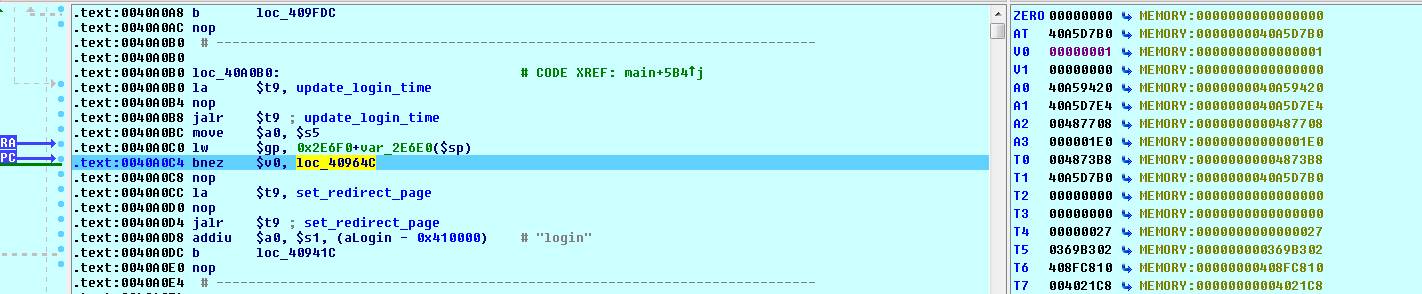 .text:0040A0A8 b loc_409FDC
.text:0040A0AC nop
.text:0040A0B0 # ---------------------------------------------------------------------------
.text:0040A0B0
.text:0040A0B0 loc_40A0B0: # CODE XREF: main+5B4↑j
.text:0040A0B0 la $t9, update_login_time
.text:0040A0B4 nop
.text:0040A0B8 jalr $t9 ; update_login_time
.text:0040A0BC move $a0, $s5
RA
.text:0040A0C0 lw $gp, 0x2E6F0+var_2E6E0($sp)
PC
.text:0040A0C4 bnez $v0, loc_40964C
.text:0040A0C8 nop
.text:0040A0CC la $t9, set_redirect_page
.text:0040A0D0 nop
.text:0040A0D4 jalr $t9 ; set_redirect_page
.text:0040A0D8 addiu $a0, $s1, (aLogin - 0x410000) # "login"
.text:0040A0DC b loc_40941C
.text:0040A0E0 nop
.text:0040A0E4 # ---------------------------------------------------------------------------
ZERO 00000000 MEMORY:0000000000000000
AT 40A5D7B0 MEMORY:0000000040A5D7B0
V0 00000001 MEMORY:0000000000000001
V1 00000000 MEMORY:0000000000000000
A0 40A59420 MEMORY:0000000040A59420
A1 40A5D7E4 MEMORY:0000000040A5D7E4
A2 00487708 MEMORY:0000000000487708
A3 000001E0 MEMORY:00000000000001E0
T0 004873B8 MEMORY:00000000004873B8
T1 40A5D7B0 MEMORY:0000000040A5D7B0
T2 00000000 MEMORY:0000000000000000
T3 00000000 MEMORY:0000000000000000
T4 00000027 MEMORY:0000000000000027
T5 0369B302 MEMORY:000000000369B302
T6 408FC810 MEMORY:00000000408FC810
T7 004021C8 MEMORY:00000000004021C8